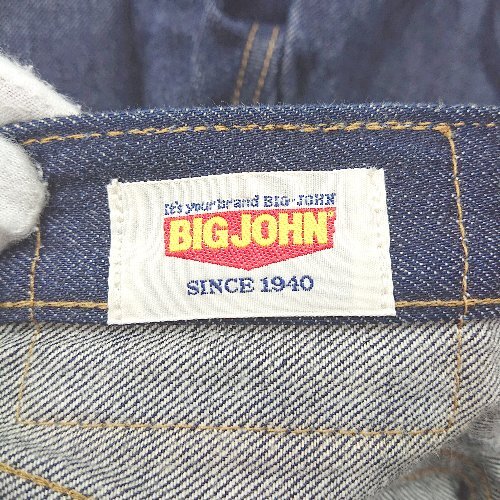 It's your brand BIG-JOHN
BIG JOHN
SINCE 1940